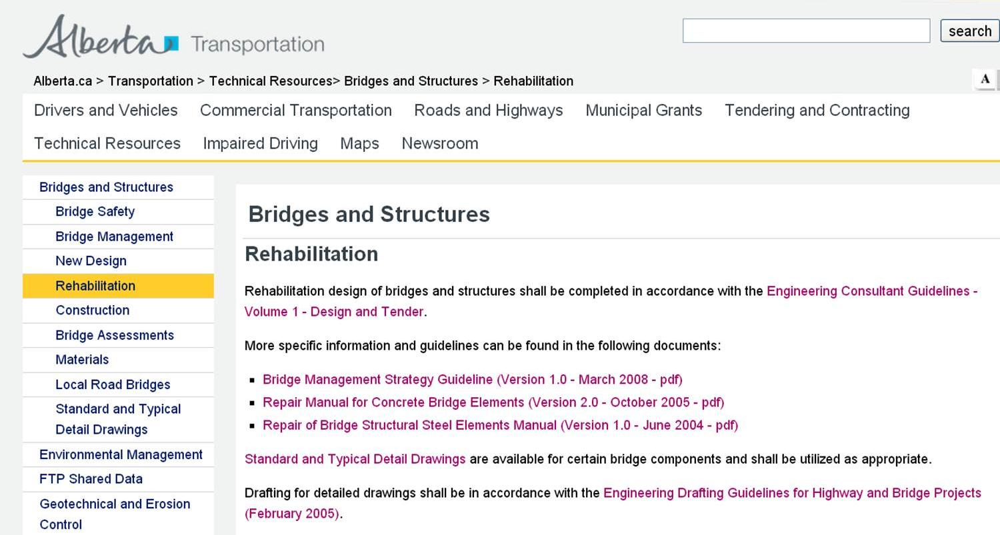 Alberta Transportation
search
Alberta.ca > Transportation > Technical Resources> Bridges and Structures > Rehabilitation
A
Drivers and Vehicles Commercial Transportation Roads and Highways Municipal Grants Tendering and Contracting
Technical Resources Impaired Driving Maps Newsroom
Bridges and Structures
Bridge Safety
Bridge Management
New Design
Rehabilitation
Construction
Bridge Assessments
Materials
Local Road Bridges
Standard and Typical
Detail Drawings
Environmental Management
FTP Shared Data
Geotechnical and Erosion
Control
Bridges and Structures
Rehabilitation
Rehabilitation design of bridges and structures shall be completed in accordance with the Engineering Consultant Guidelines -
Volume 1 - Design and Tender.
More specific information and guidelines can be found in the following documents:
▪ Bridge Management Strategy Guideline (Version 1.0 - March 2008 - pdf)
▪ Repair Manual for Concrete Bridge Elements (Version 2.0 - October 2005 - pdf)
▪ Repair of Bridge Structural Steel Elements Manual (Version 1.0 - June 2004 - pdf)
Standard and Typical Detail Drawings are available for certain bridge components and shall be utilized as appropriate.
Drafting for detailed drawings shall be in accordance with the Engineering Drafting Guidelines for Highway and Bridge Projects
(February 2005).